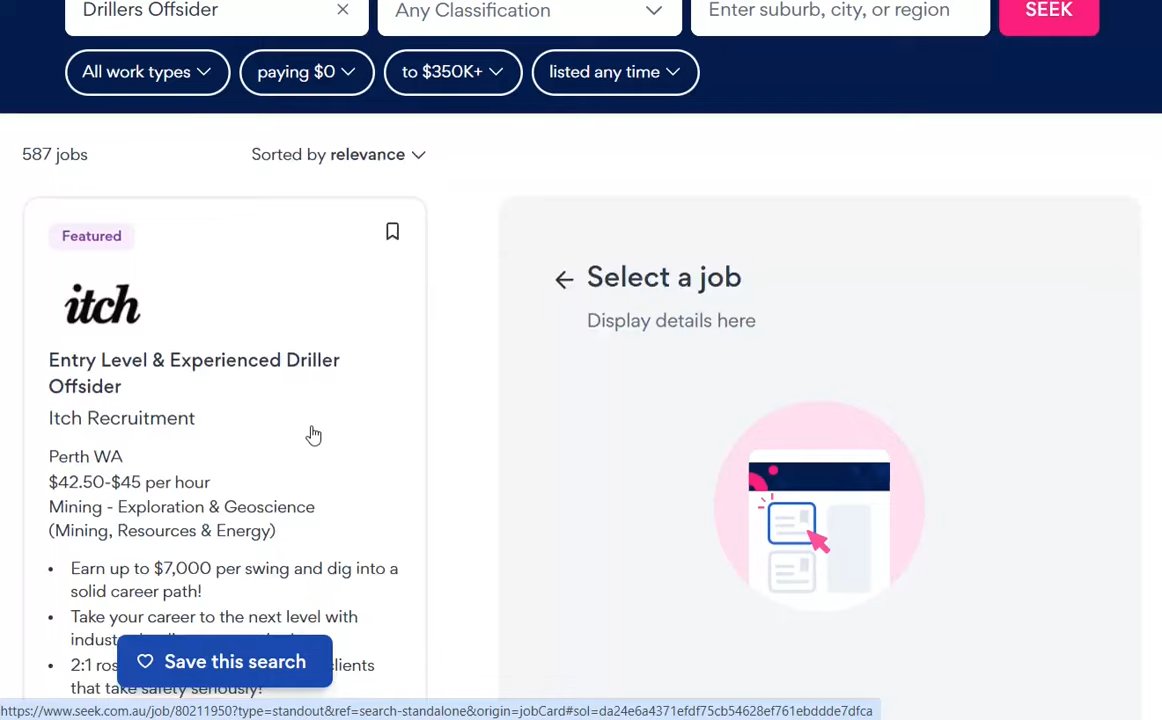 Drillers Offsider
Any Classification
Enter suburb, city, or region
SEEK
All work types
paying $0
to $350K+
listed any time
587 jobs
Sorted by relevance
Featured
itch
Entry Level & Experienced Driller
Offsider
Itch Recruitment
Perth WA
$42.50-$45 per hour
Mining - Exploration & Geoscience
(Mining, Resources & Energy)
• Earn up to $7,000 per swing and dig into a
solid career path!
• Take your career to the next level with
• 2:1
that take safety seriously!
Save this search
Select a job
Display details here
https://www.seek.com.au/job/80211950?type=standout&ref=search-standalone&origin=jobCard#sol=da24e6a4371efdf75cb54628ef761ebddde7dfca